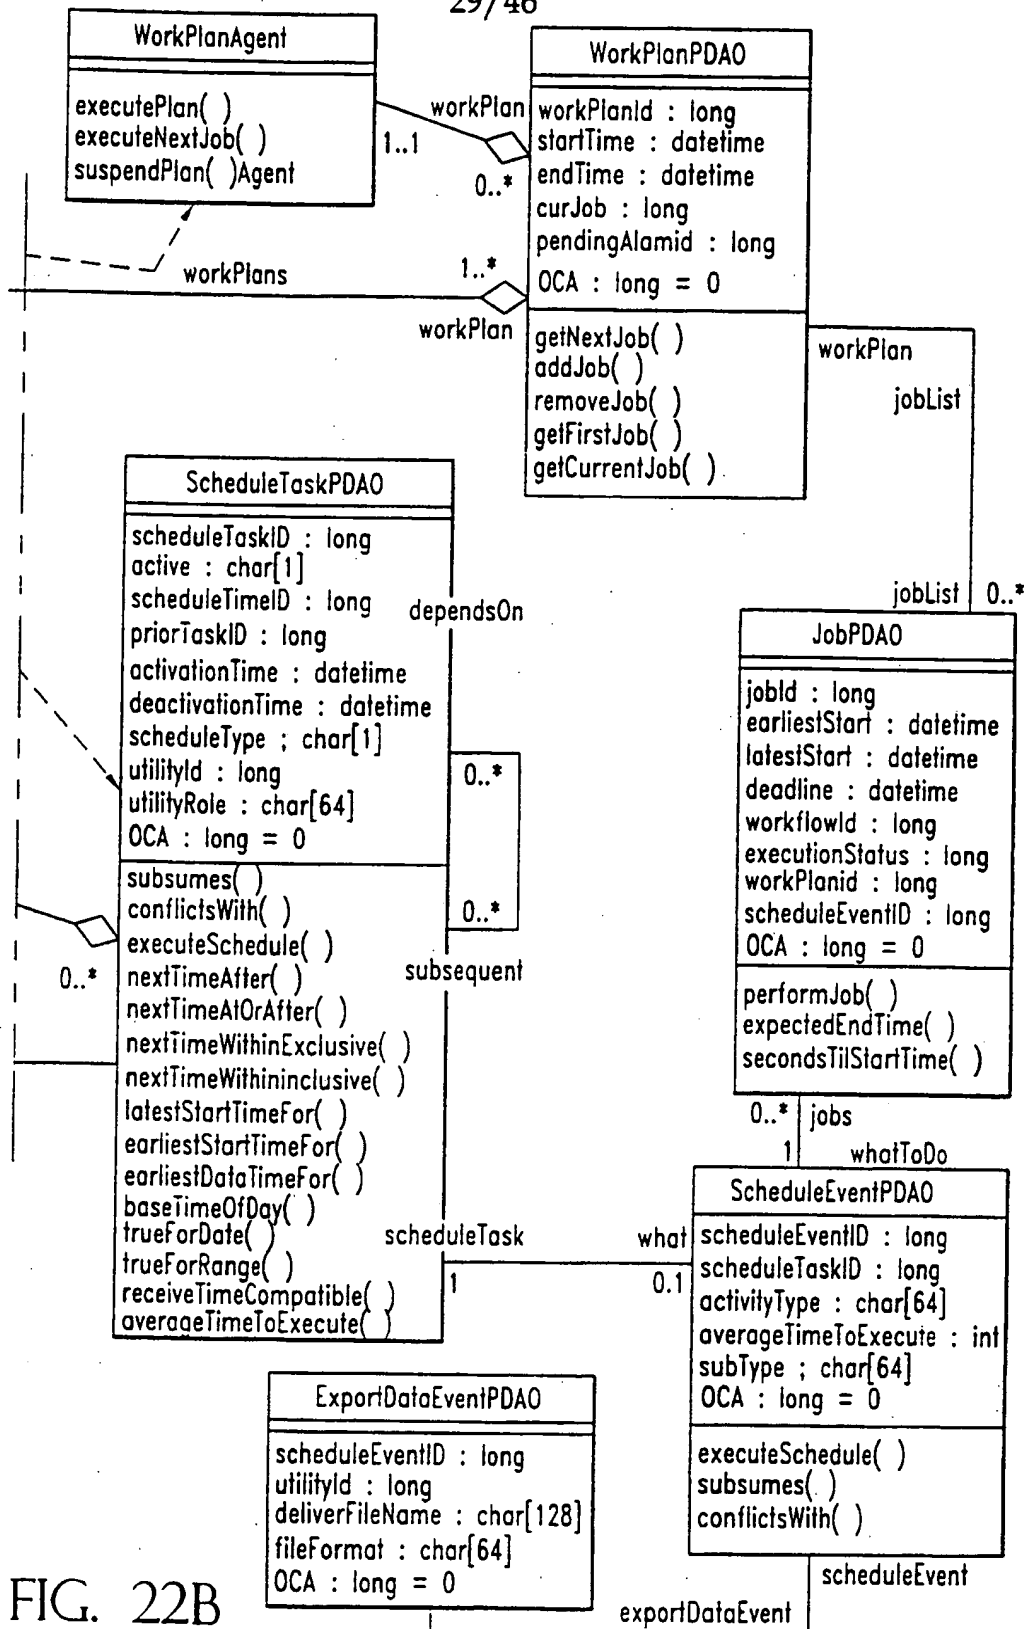 29/46
WorkPlanAgent
executePlan( )
executeNextJob( )
suspendPlan( )Agent
workPlan
1..1
0..*
WorkPlanPDAO
workPlanId : long
startTime : datetime
endTime : datetime
curJob : long
pendingAlamid : long
OCA : long = 0
getNextJob( )
addJob( )
removeJob( )
getFirstJob( )
getCurrentJob( )
workPlans
1..*
workPlan
workPlan
jobList
ScheduleTaskPDAO
scheduleTaskID : long
active : char[1]
scheduleTimeID : long
priorTaskID : long
activationTime : datetime
deactivationTime : datetime
scheduleType ; char[1]
utilityId : long
utilityRole : char[64]
OCA : long = 0
subsumes( )
conflictsWith( )
executeSchedule( )
nextTimeAfter( )
nextTimeAtOrAfter( )
nextTimeWithinExclusive( )
nextTimeWithininclusive( )
latestStartTimeFor( )
earliestStartTimeFor( )
earliestDataTimeFor( )
baseTimeOfDay( )
trueForDate( )
trueForRange( )
receiveTimeCompatible( )
averageTimeToExecute( )
dependsOn
0..*
0..*
subsequent
0..*
jobList
0..*
JobPDAO
jobId : long
earliestStart : datetime
latestStart : datetime
deadline : datetime
workflowId : long
executionStatus : long
workPlanid : long
scheduleEventID : long
OCA : long = 0
performJob( )
expectedEndTime( )
secondsTilStartTime( )
0..*
jobs
1
whatToDo
scheduleTask
1
what
0.1
ScheduleEventPDAO
scheduleEventID : long
scheduleTaskID : long
activityType : char[64]
averageTimeToExecute : int
subType ; char[64]
OCA : long = 0
executeSchedule( )
subsumes( )
conflictsWith( )
ExportDataEventPDAO
scheduleEventID : long
utilityId : long
deliverFileName : char[128]
fileFormat : char[64]
OCA : long = 0
scheduleEvent
exportDataEvent
FIG. 22B